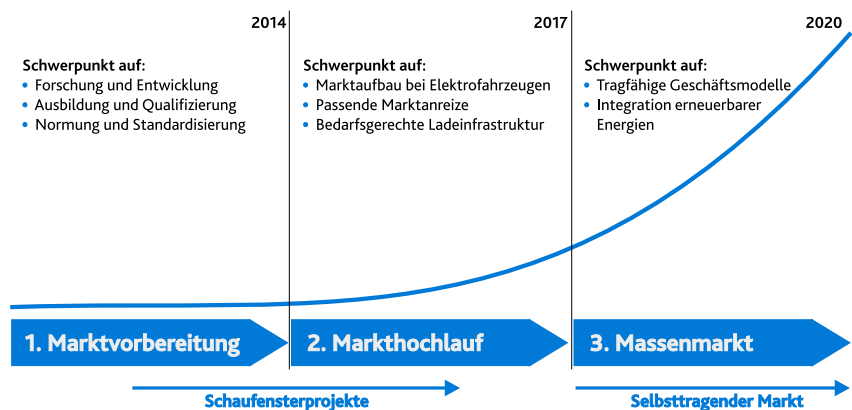 2014
2017
2020
Schwerpunkt auf:
• Forschung und Entwicklung
• Ausbildung und Qualifizierung
• Normung und Standardisierung
Schwerpunkt auf:
• Marktaufbau bei Elektrofahrzeugen
• Passende Marktanreize
• Bedarfsgerechte Ladeinfrastruktur
Schwerpunkt auf:
• Tragfähige Geschäftsmodelle
• Integration erneuerbarer
Energien
1. Marktvorbereitung
2. Markthochlauf
3. Massenmarkt
Schaufensterprojekte
Selbsttragender Markt